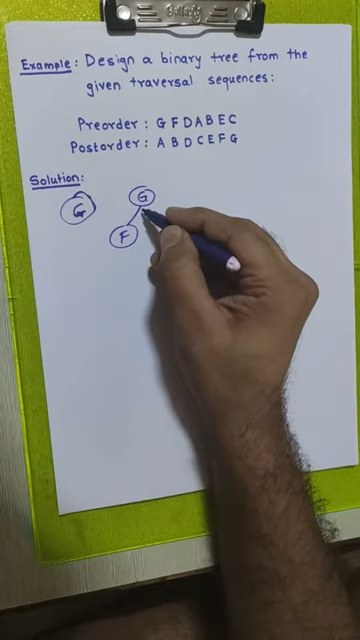 Example: Design a binary tree from the
given traversal sequences:
Preorder: G F D A B E C
Postorder: A B D C E F G
Solution:
G G
F